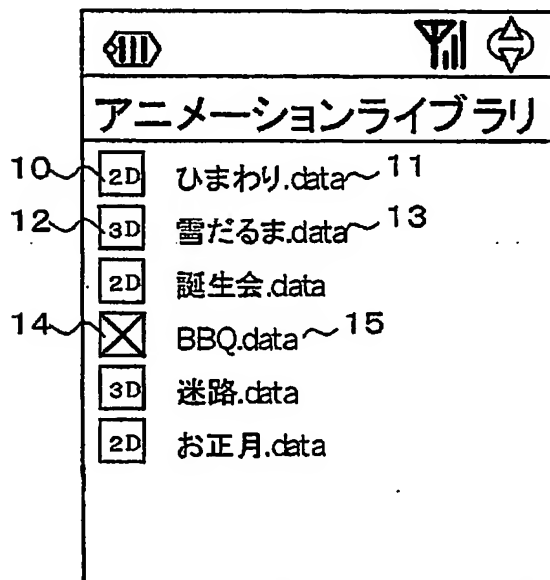 アニメーションライブラリ
10 2D ひまわり.data 11
12 3D 雪だるま.data 13
2D 誕生会.data
14 BBQ.data 15
3D 迷路.data
2D お正月.data